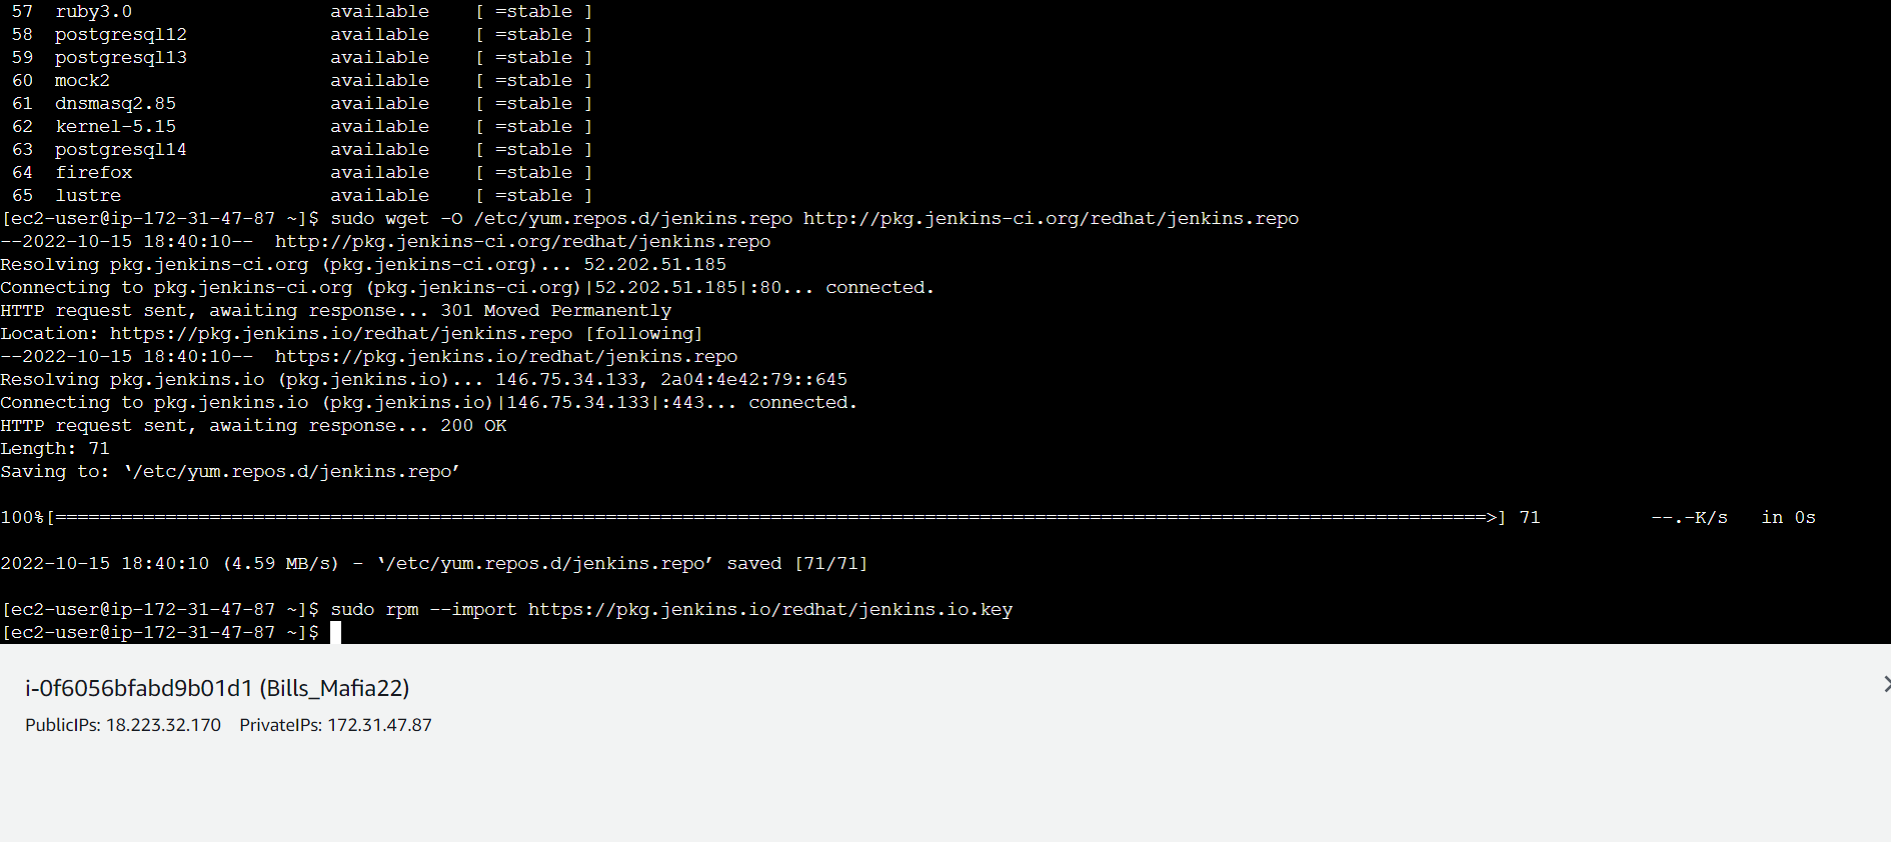 57 ruby3.0 available [ =stable ]
58 postgresql12 available [ =stable ]
59 postgresql13 available [ =stable ]
60 mock2 available [ =stable ]
61 dnsmasq2.85 available [ =stable ]
62 kernel-5.15 available [ =stable ]
63 postgresql14 available [ =stable ]
64 firefox available [ =stable ]
65 lustre available [ =stable ]
[ec2-user@ip-172-31-47-87 ~]$ sudo wget -O /etc/yum.repos.d/jenkins.repo http://pkg.jenkins-ci.org/redhat/jenkins.repo
--2022-10-15 18:40:10-- http://pkg.jenkins-ci.org/redhat/jenkins.repo
Resolving pkg.jenkins-ci.org (pkg.jenkins-ci.org)... 52.202.51.185
Connecting to pkg.jenkins-ci.org (pkg.jenkins-ci.org)|52.202.51.185|:80... connected.
HTTP request sent, awaiting response... 301 Moved Permanently
Location: https://pkg.jenkins.io/redhat/jenkins.repo [following]
--2022-10-15 18:40:10-- https://pkg.jenkins.io/redhat/jenkins.repo
Resolving pkg.jenkins.io (pkg.jenkins.io)... 146.75.34.133, 2a04:4e42:79::645
Connecting to pkg.jenkins.io (pkg.jenkins.io)|146.75.34.133|:443... connected.
HTTP request sent, awaiting response... 200 OK
Length: 71
Saving to: ‘/etc/yum.repos.d/jenkins.repo’
100%[==================================================================================================================================>] 71 --.-K/s in 0s
2022-10-15 18:40:10 (4.59 MB/s) - ‘/etc/yum.repos.d/jenkins.repo’ saved [71/71]
[ec2-user@ip-172-31-47-87 ~]$ sudo rpm --import https://pkg.jenkins.io/redhat/jenkins.io.key
[ec2-user@ip-172-31-47-87 ~]$
i-0f6056bfabd9b01d1 (Bills_Mafia22)
PublicIPs: 18.223.32.170 PrivateIPs: 172.31.47.87